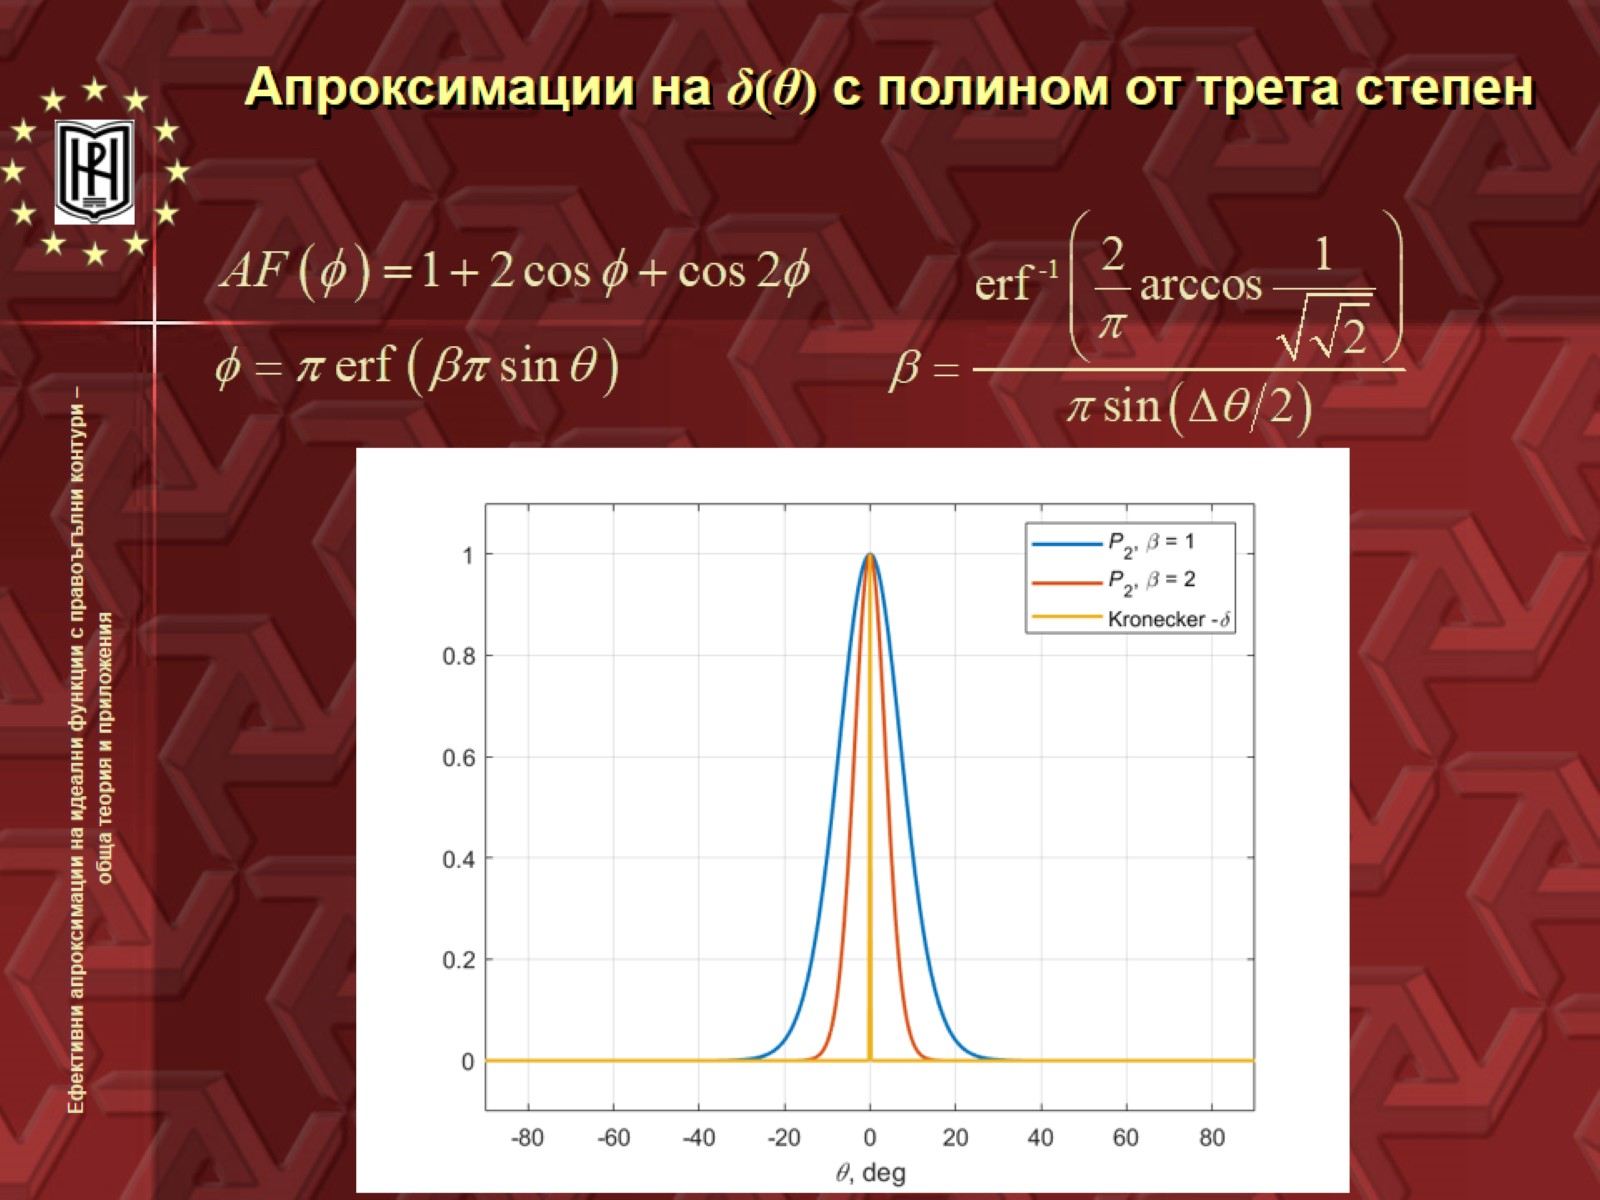 Апроксимации на δ(θ) с полином от трета степен
AF(ϕ) = 1 + 2 cos ϕ + cos 2ϕ
ϕ = π erf (βπ sin θ)
β = erf⁻¹(2/π arccos 1/√√2) / π sin(Δθ/2)
Ефективни апроксимации на идеални функции с правоъгълни контури –
обща теория и приложения
P₂, β = 1
P₂, β = 2
Kronecker -δ
1
0.8
0.6
0.4
0.2
0
-80 -60 -40 -20 0 20 40 60 80
θ, deg